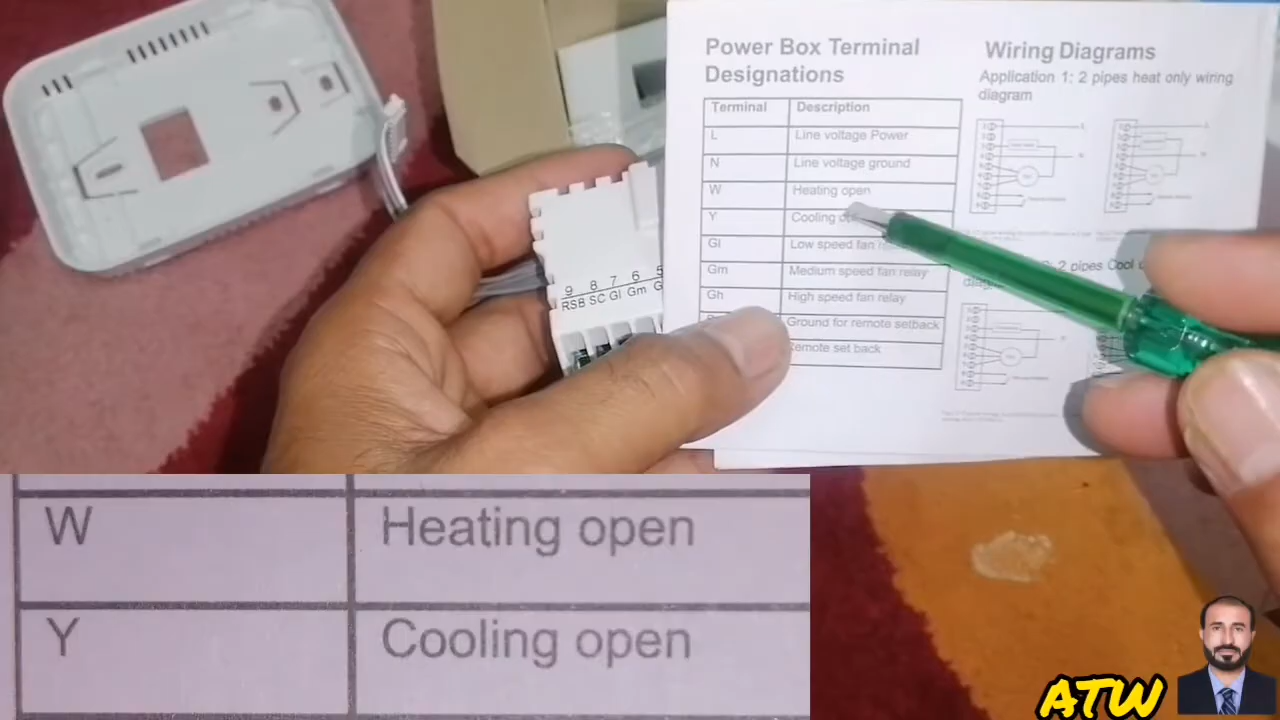 Power Box Terminal
Designations
Terminal Description
L Line voltage Power
N Line voltage ground
W Heating open
Y Cooling
Gl Low speed fan
Gm Medium speed fan relay
Gh High speed fan relay
Ground for remote setback
Remote set back
Wiring Diagrams
Application 1: 2 pipes heat only wiring
diagram
2 pipes Cool
9 8 7 6 5
RSB SC Gl Gm G
W Heating open
Y Cooling open
ATW